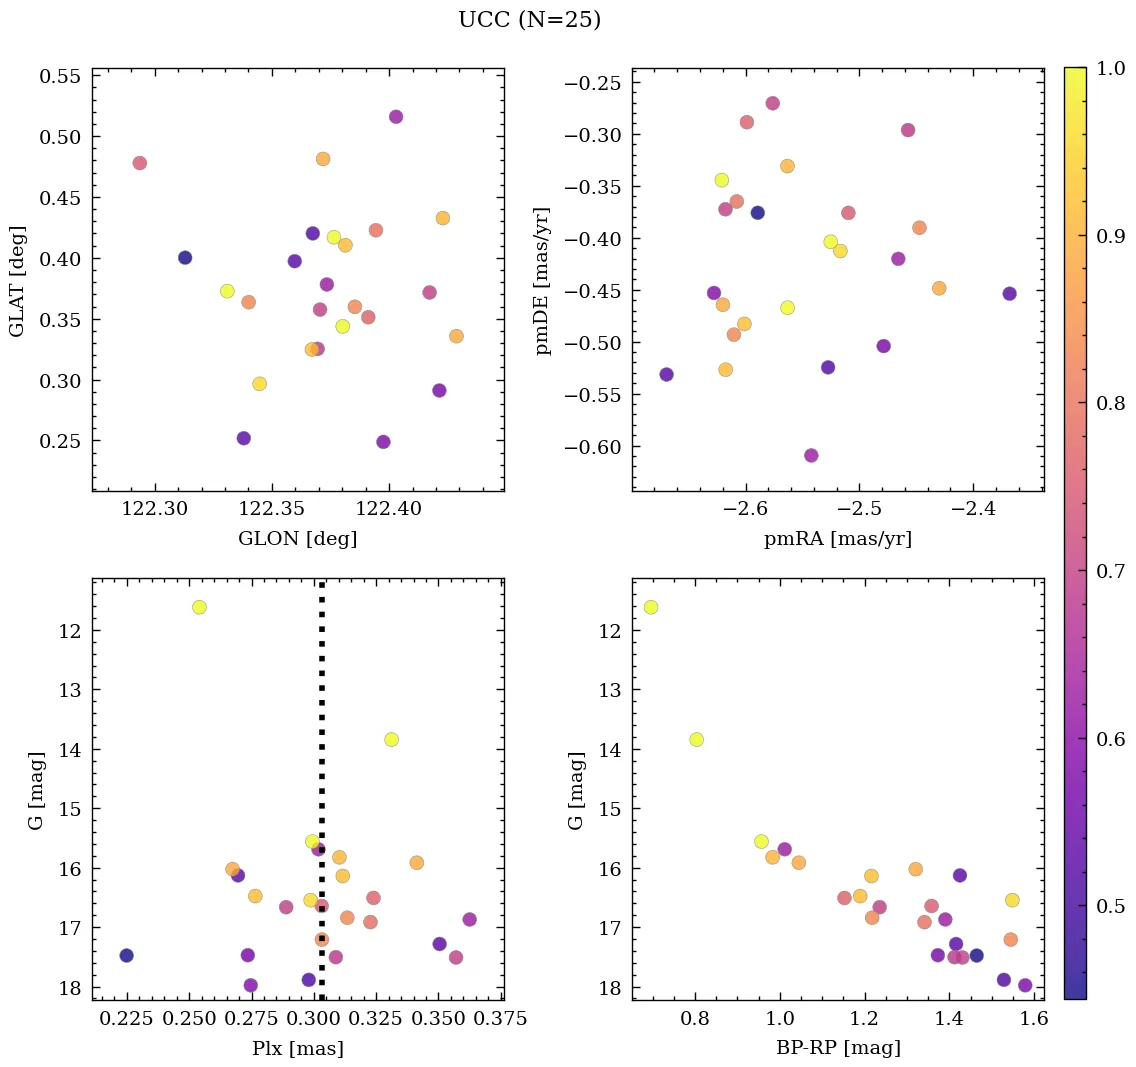 UCC (N=25)
0.55
0.50
0.45
0.40
0.35
0.30
0.25
GLAT [deg]
122.30 122.35 122.40
GLON [deg]
−0.25
−0.30
−0.35
−0.40
−0.45
−0.50
−0.55
−0.60
pmDE [mas/yr]
−2.6 −2.5 −2.4
pmRA [mas/yr]
1.0
0.9
0.8
0.7
0.6
0.5
12
13
14
15
16
17
18
G [mag]
0.225 0.250 0.275 0.300 0.325 0.350 0.375
Plx [mas]
12
13
14
15
16
17
18
G [mag]
0.8 1.0 1.2 1.4 1.6
BP-RP [mag]